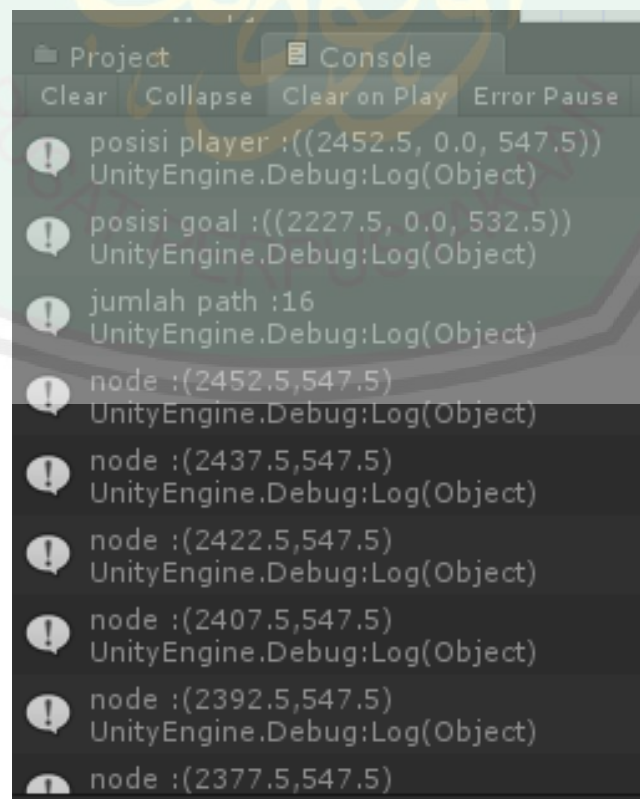 Project Console
Clear Collapse Clear on Play Error Pause
posisi player :((2452.5, 0.0, 547.5))
UnityEngine.Debug:Log(Object)
posisi goal :((2227.5, 0.0, 532.5))
UnityEngine.Debug:Log(Object)
jumlah path :16
UnityEngine.Debug:Log(Object)
node :(2452.5,547.5)
UnityEngine.Debug:Log(Object)
node :(2437.5,547.5)
UnityEngine.Debug:Log(Object)
node :(2422.5,547.5)
UnityEngine.Debug:Log(Object)
node :(2407.5,547.5)
UnityEngine.Debug:Log(Object)
node :(2392.5,547.5)
UnityEngine.Debug:Log(Object)
node :(2377.5,547.5)